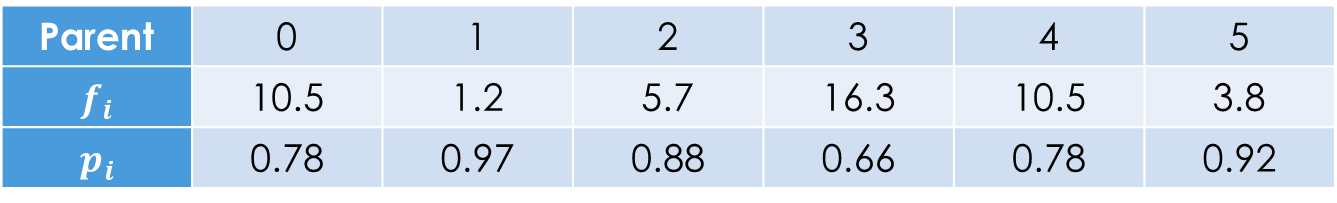 Parent 0 1 2 3 4 5
f_i 10.5 1.2 5.7 16.3 10.5 3.8
p_i 0.78 0.97 0.88 0.66 0.78 0.92